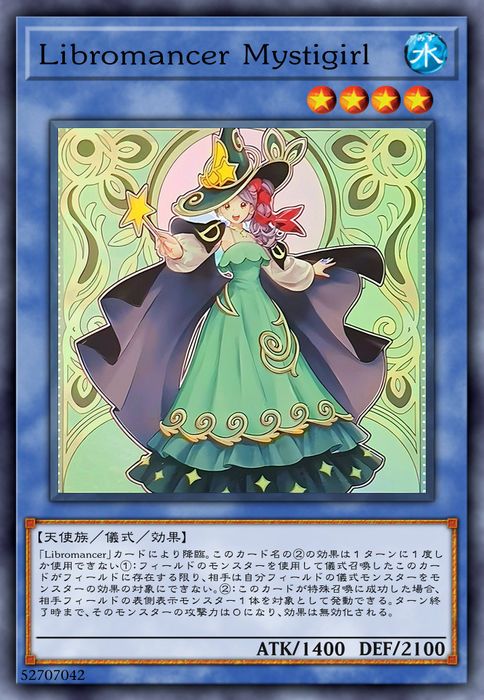 Libromancer Mystigirl
みず
水
【天使族／儀式／効果】
「Libromancer」カードにより降臨。このカード名の②の効果は１ターンに１度し
か使用できない①：フィールドのモンスターを使用して儀式召喚したこのカー
ドがフィールドに存在する限り、相手は自分フィールドの儀式モンスターをモ
ンスターの効果の対象にできない。②：このカードが特殊召喚に成功した場合、
相手フィールドの表側表示モンスター１体を対象として発動できる。ターン終
了時まで、そのモンスターの攻撃力は０になり、効果は無効化される。
ATK/1400 DEF/2100
52707042